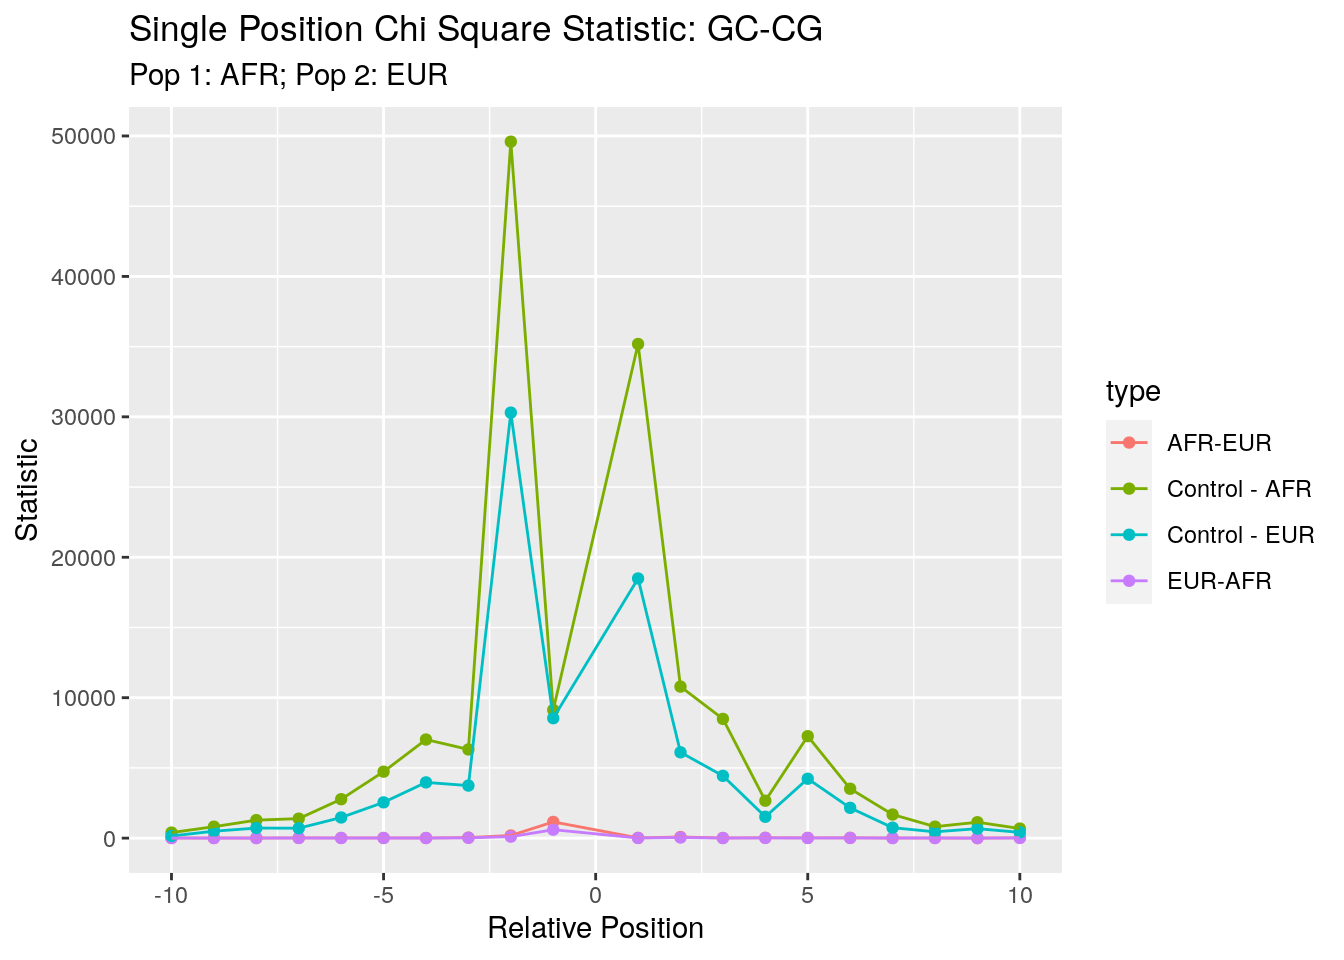 Single Position Chi Square Statistic: GC-CG
Pop 1: AFR; Pop 2: EUR
50000
40000
30000
20000
10000
0
Statistic
-10
-5
0
5
10
Relative Position
type
AFR-EUR
Control - AFR
Control - EUR
EUR-AFR